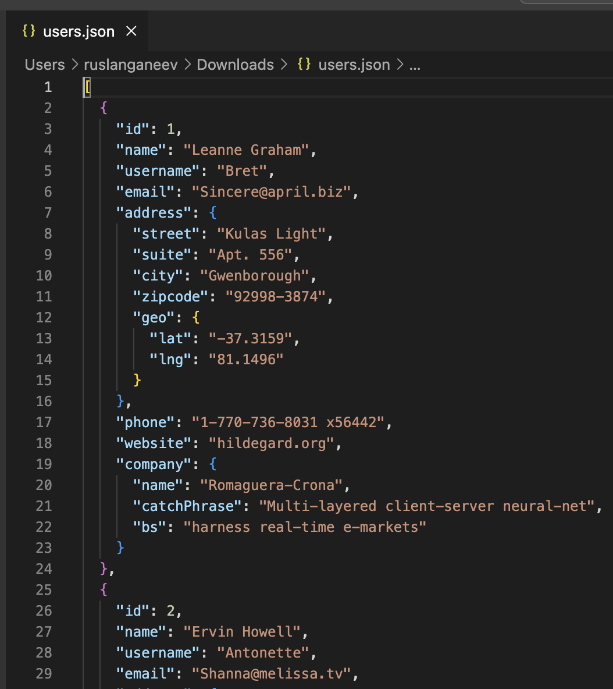 {} users.json ×
Users > ruslanganeev > Downloads > {} users.json > ...
1 [
2 {
3 "id": 1,
4 "name": "Leanne Graham",
5 "username": "Bret",
6 "email": "Sincere@april.biz",
7 "address": {
8 "street": "Kulas Light",
9 "suite": "Apt. 556",
10 "city": "Gwenborough",
11 "zipcode": "92998-3874",
12 "geo": {
13 "lat": "-37.3159",
14 "lng": "81.1496"
15 }
16 },
17 "phone": "1-770-736-8031 x56442",
18 "website": "hildegard.org",
19 "company": {
20 "name": "Romaguera-Crona",
21 "catchPhrase": "Multi-layered client-server neural-net",
22 "bs": "harness real-time e-markets"
23 }
24 },
25 {
26 "id": 2,
27 "name": "Ervin Howell",
28 "username": "Antonette",
29 "email": "Shanna@melissa.tv",